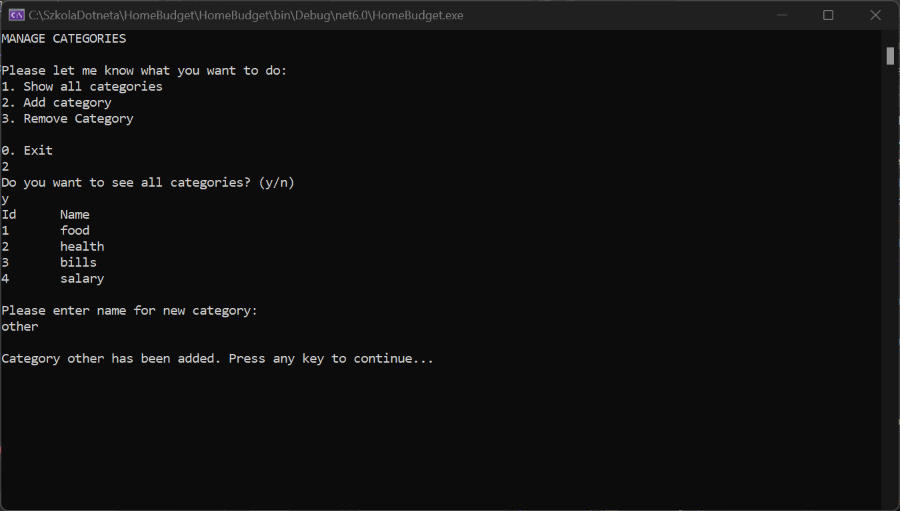 C:\SzkolaDotneta\HomeBudget\HomeBudget\bin\Debug\net6.0\HomeBudget.exe
MANAGE CATEGORIES
Please let me know what you want to do:
1. Show all categories
2. Add category
3. Remove Category
0. Exit
2
Do you want to see all categories? (y/n)
y
Id Name
1 food
2 health
3 bills
4 salary
Please enter name for new category:
other
Category other has been added. Press any key to continue...